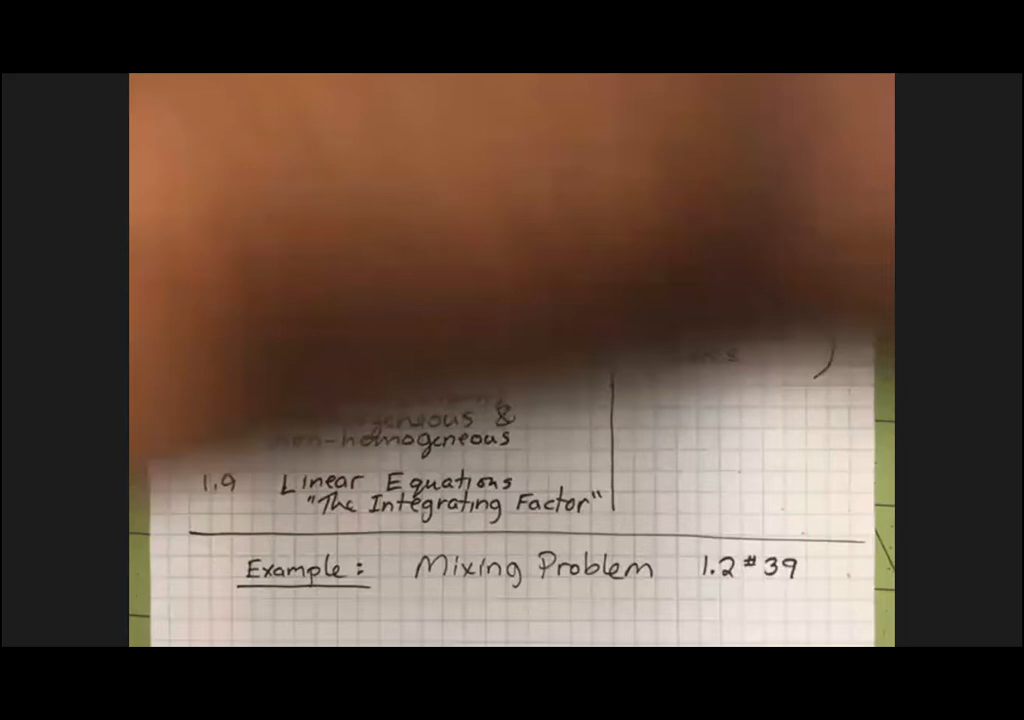 &
non-homogeneous
1.9 Linear Equations
"The Integrating Factor"
Example: Mixing Problem 1.2 #39